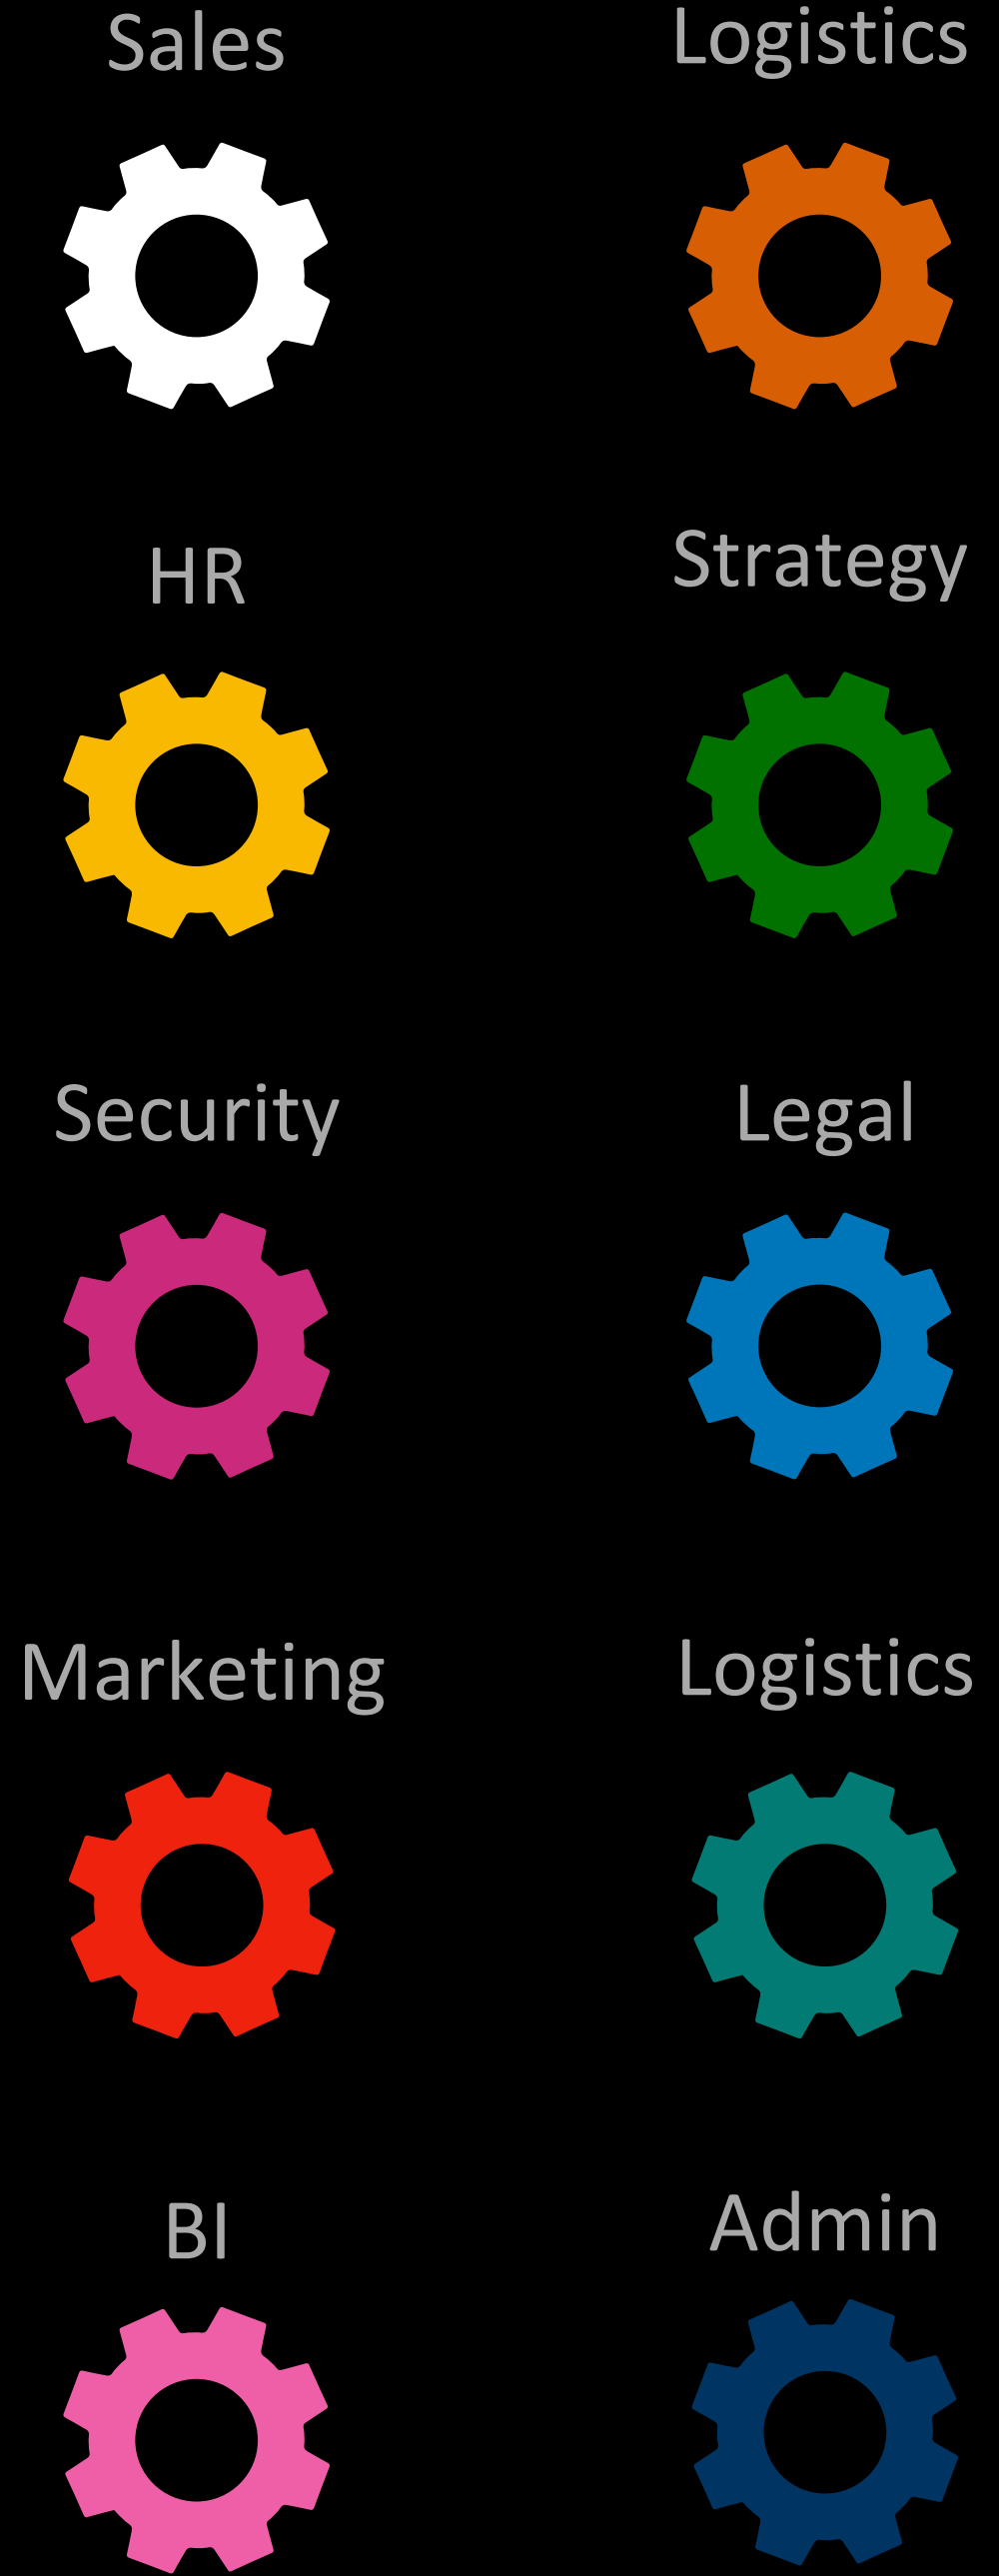 Sales
Logistics
HR
Strategy
Security
Legal
Marketing
Logistics
BI
Admin